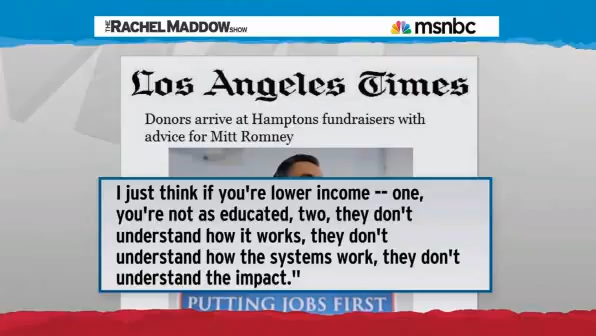 THE RACHEL MADDOW SHOW
msnbc
Los Angeles Times
Donors arrive at Hamptons fundraisers with
advice for Mitt Romney
I just think if you're lower income -- one,
you're not as educated, two, they don't
understand how it works, they don't
understand how the systems work, they don't
understand the impact."
PUTTING JOBS FIRST